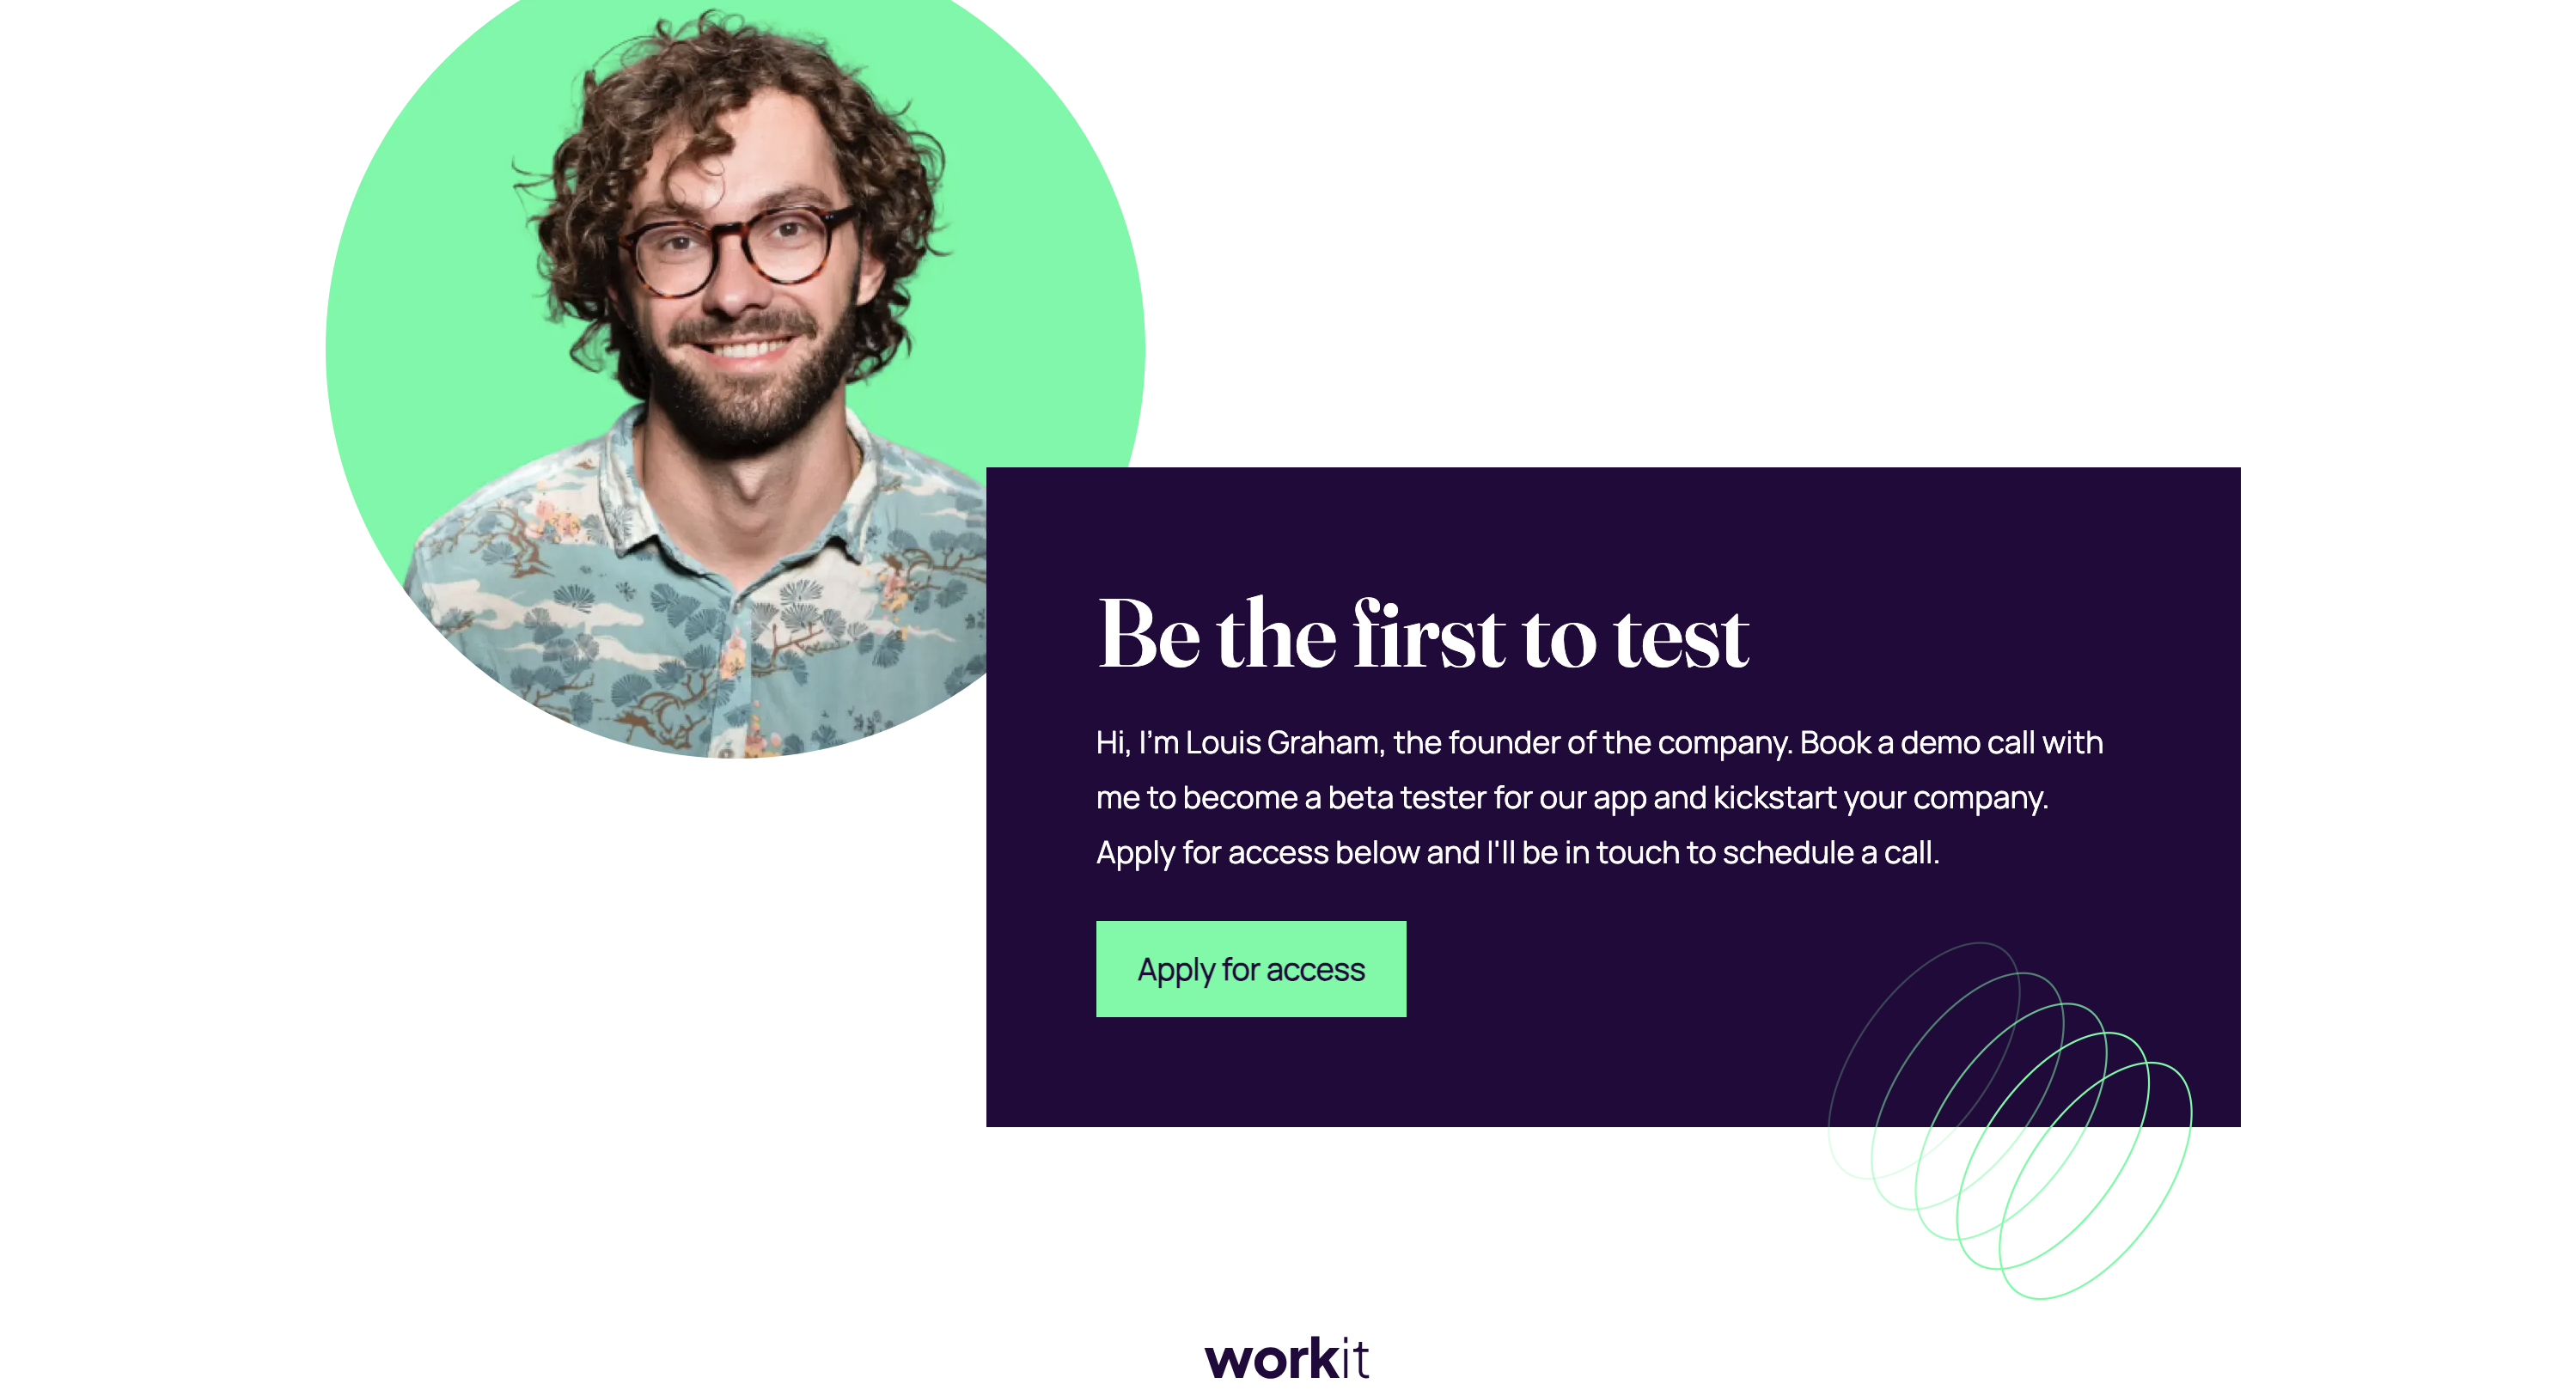 Be the first to test
Hi, I’m Louis Graham, the founder of the company. Book a demo call with
me to become a beta tester for our app and kickstart your company.
Apply for access below and I'll be in touch to schedule a call.
Apply for access
workit